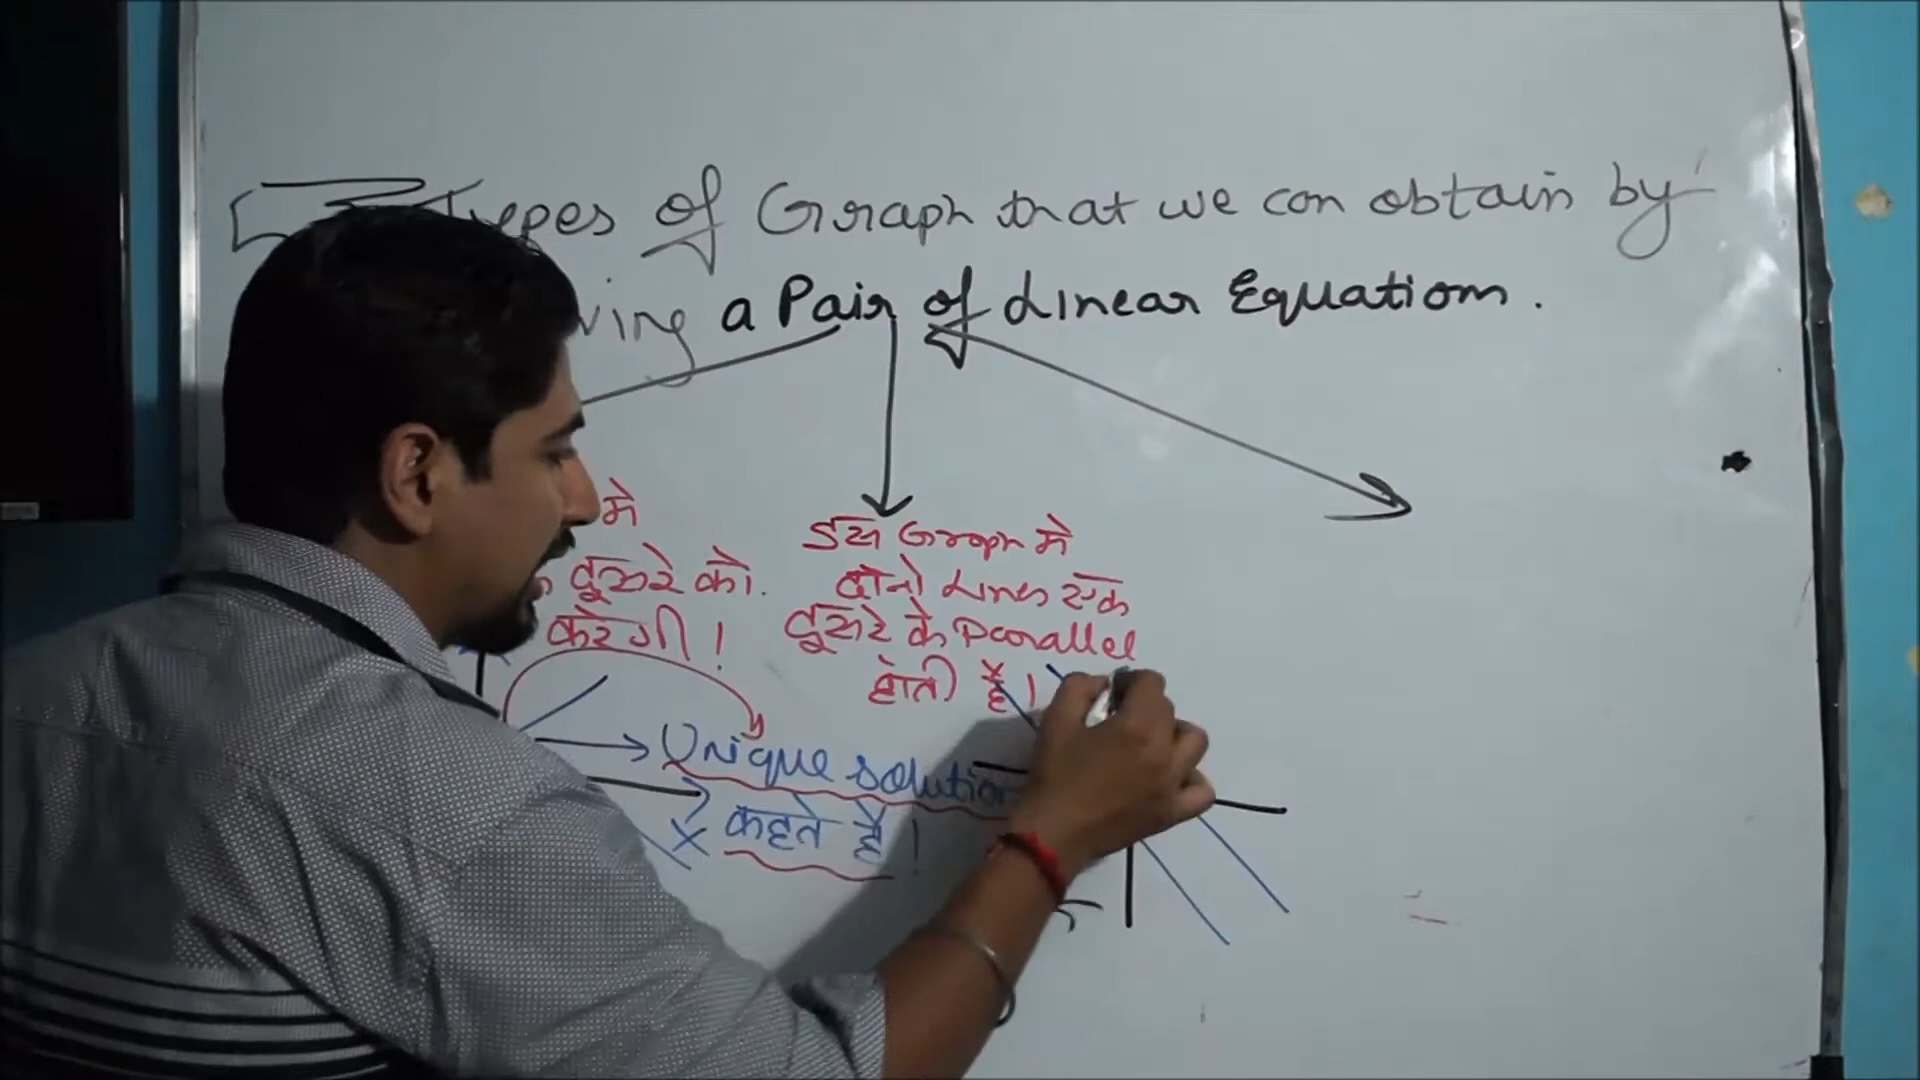 Types of Graph that we can obtain by
ving a Pair of Linear Equations.
में
दूसरे को.
करेगी !
इस Graph में
दोनो Lines एक
दूसरे के Parallel
होती है ।
Unique solution
कहते है !